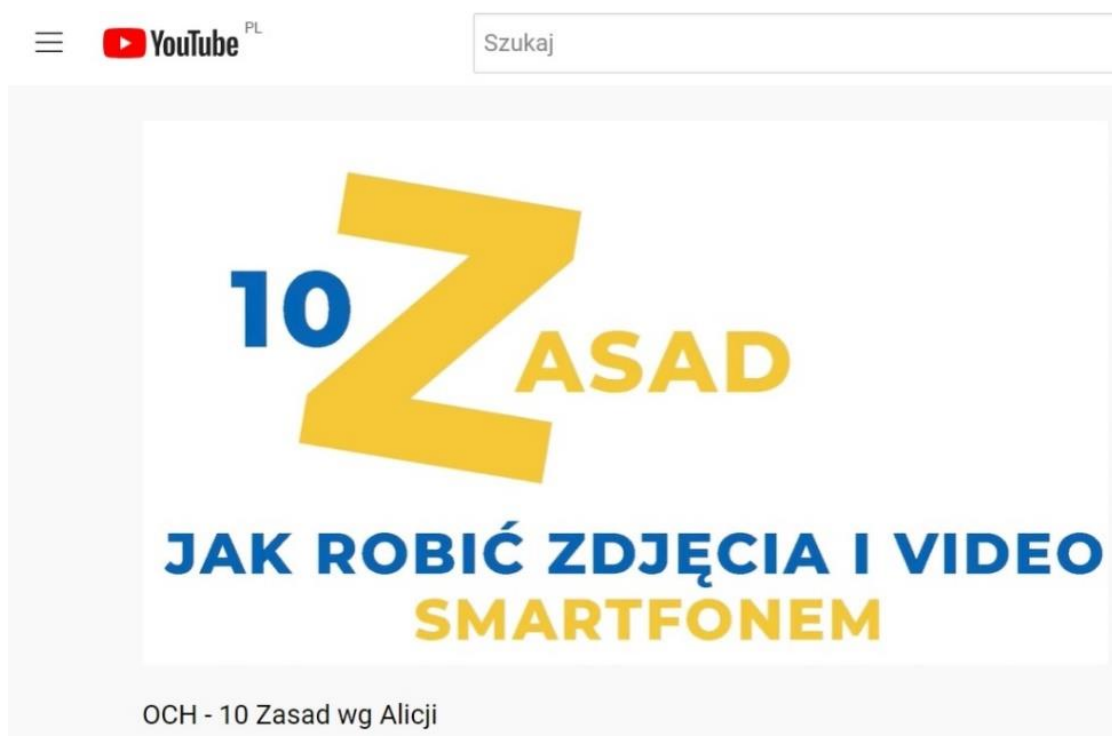 YouTube PL
Szukaj
10 ZASAD
JAK ROBIĆ ZDJĘCIA I VIDEO
SMARTFONEM
OCH - 10 Zasad wg Alicji